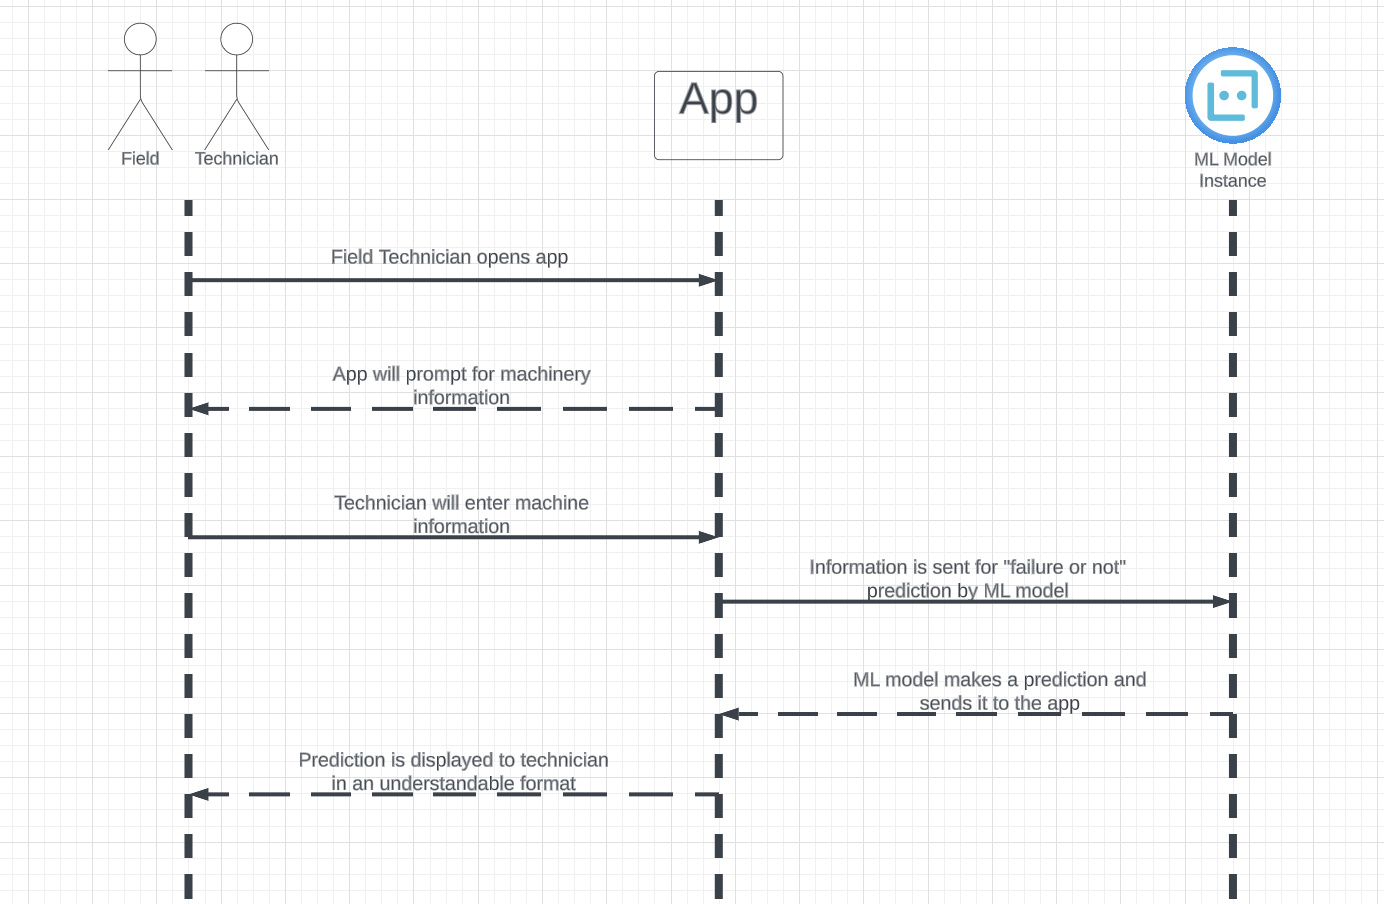 Field
Technician
App
ML Model
Instance
Field Technician opens app
App will prompt for machinery
information
Technician will enter machine
information
Information is sent for "failure or not"
prediction by ML model
ML model makes a prediction and
sends it to the app
Prediction is displayed to technician
in an understandable format